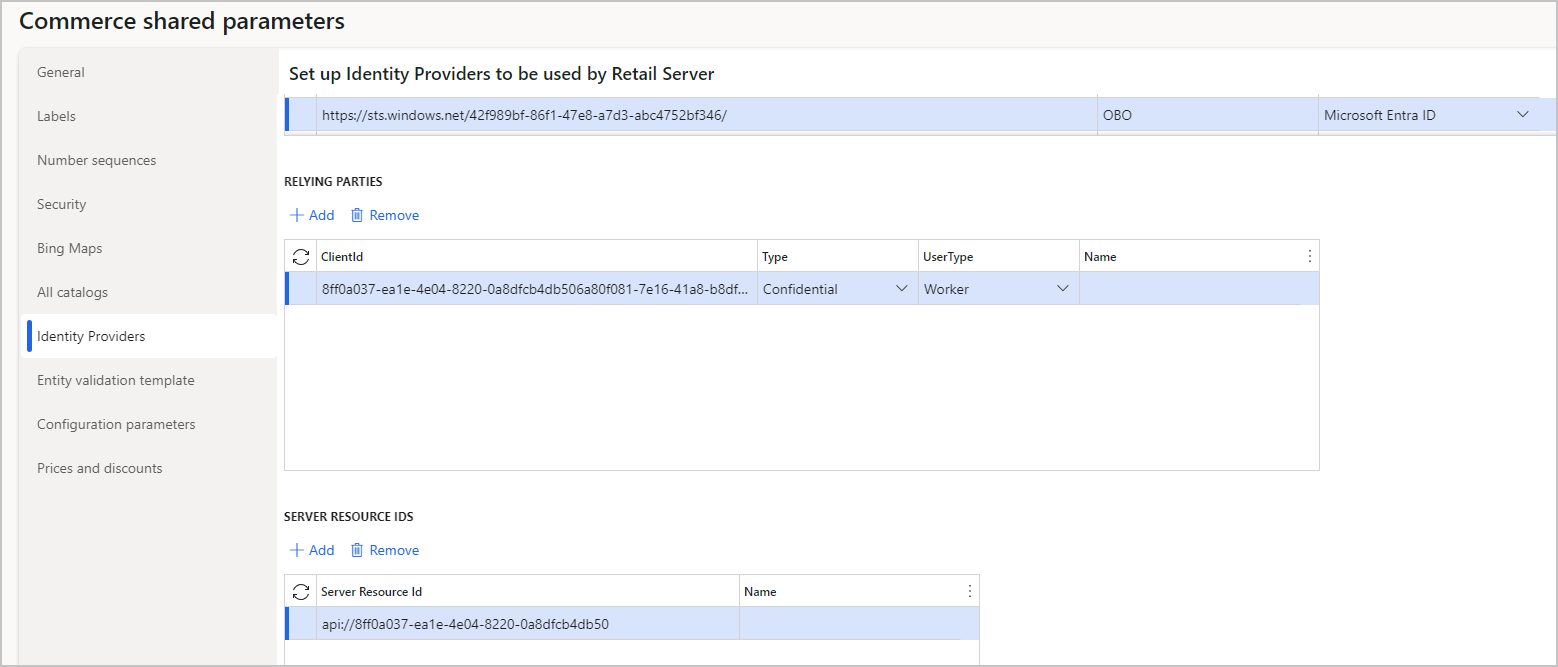 Commerce shared parameters
General
Labels
Number sequences
Security
Bing Maps
All catalogs
Identity Providers
Entity validation template
Configuration parameters
Prices and discounts
Set up Identity Providers to be used by Retail Server
https://sts.windows.net/42f989bf-86f1-47e8-a7d3-abc4752bf346/ OBO Microsoft Entra ID
RELYING PARTIES
Add Remove
ClientId Type UserType Name
8ff0a037-ea1e-4e04-8220-0a8dfcb4db506a80f081-7e16-41a8-b8df... Confidential Worker
SERVER RESOURCE IDS
Add Remove
Server Resource Id Name
api://8ff0a037-ea1e-4e04-8220-0a8dfcb4db50